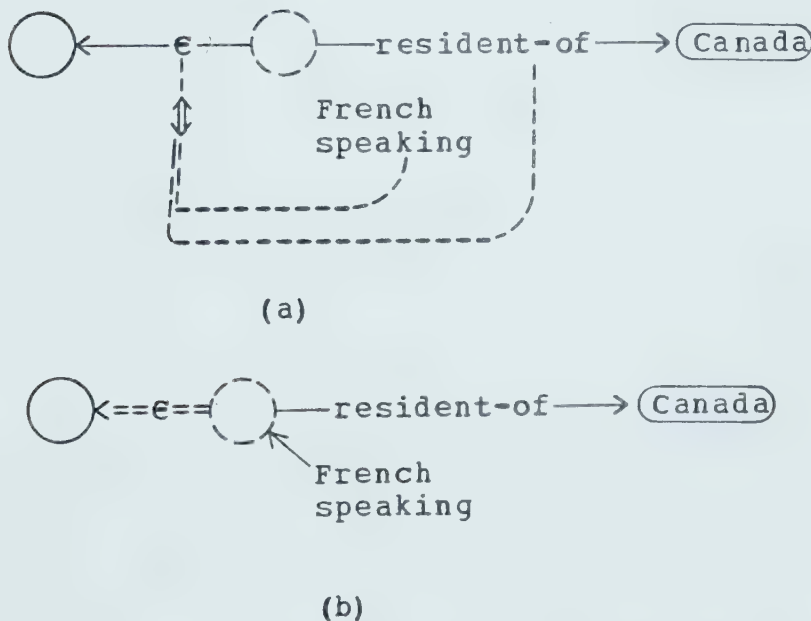 ϵ resident-of Canada
French
speaking
(a)
<==ϵ== resident-of Canada
French
speaking
(b)